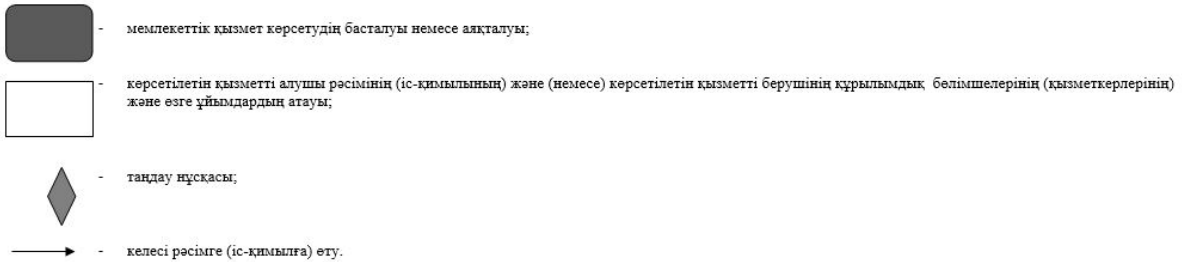 - мемлекеттік қызмет көрсетудің басталуы немесе аяқталуы;
- көрсетілетін қызметті алушы рәсімінің (іс-қимылының) және (немесе) көрсетілетін қызметті берушінің құрылымдық бөлімшелерінің (қызметкерлерінің)
және өзге ұйымдардың атауы;
- таңдау нұсқасы;
- келесі рәсімге (іс-қимылға) өту.